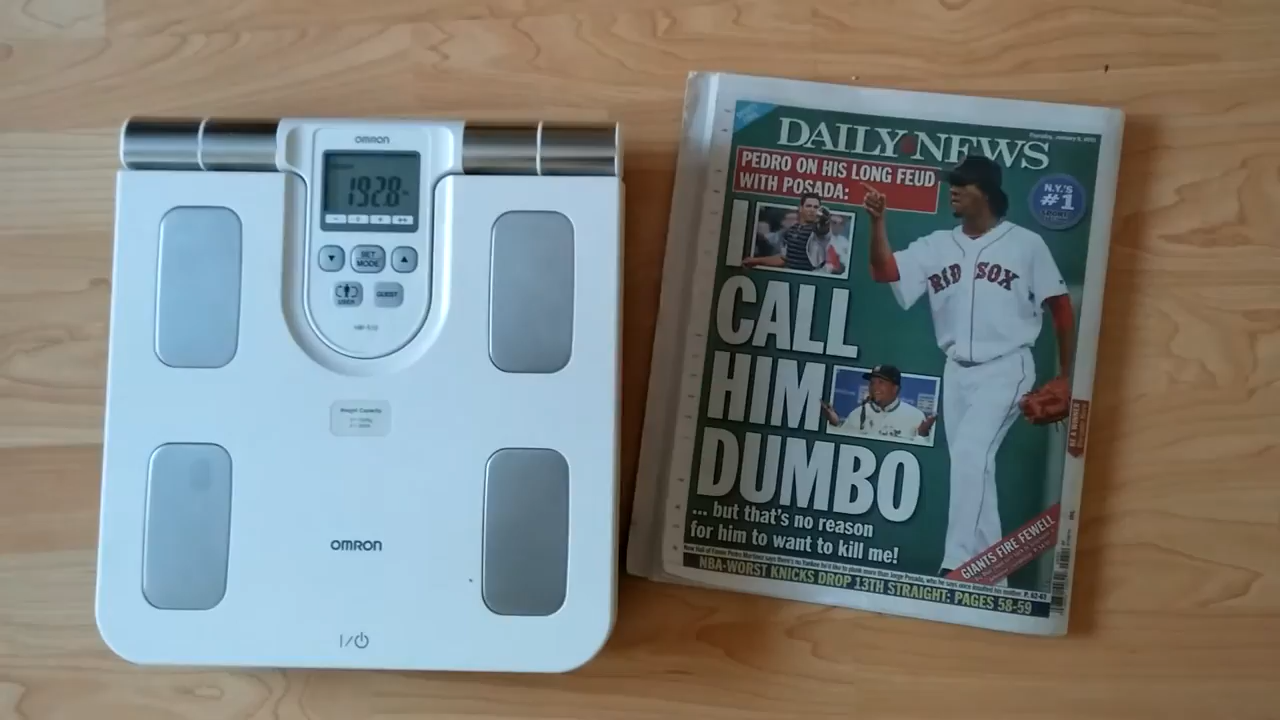 OMRON
192.8
SET
MODE
USER
GUEST
OMRON
DAILY NEWS
PEDRO ON HIS LONG FEUD
WITH POSADA:
N.Y.'S
#1
I
CALL
HIM
DUMBO
RED SOX
... but that's no reason
for him to want to kill me!
GIANTS FIRE FEWELL
NBA-WORST KNICKS DROP 13TH STRAIGHT: PAGES 58-59